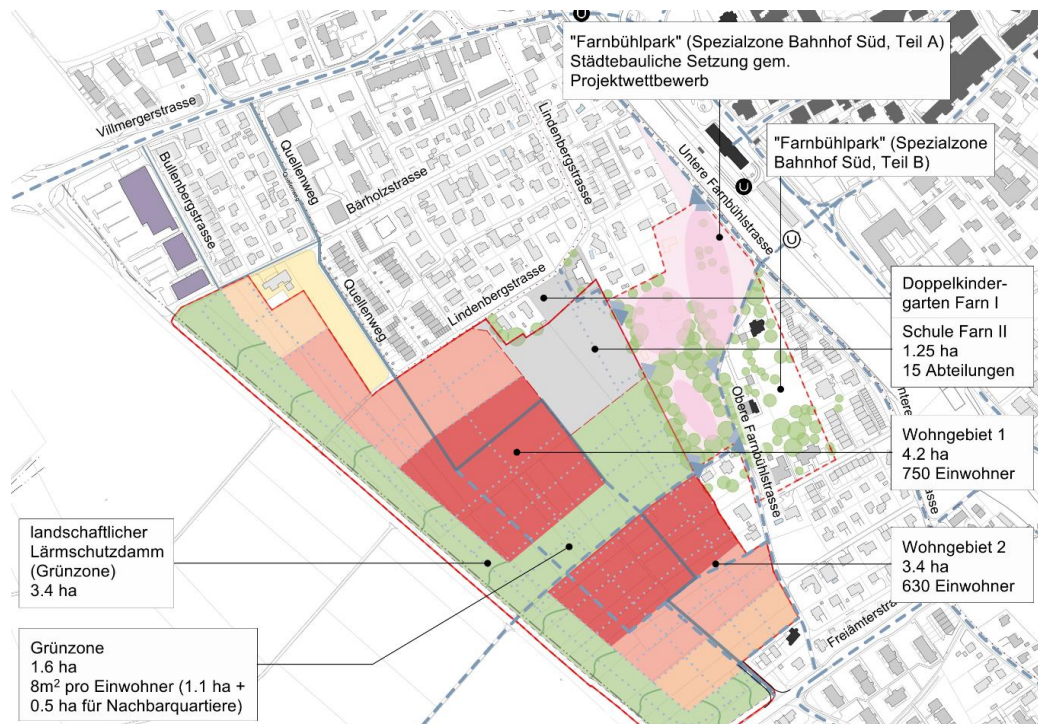 "Farnbühlpark" (Spezialzone Bahnhof Süd, Teil A)
Städtebauliche Setzung gem.
Projektwettbewerb
"Farnbühlpark" (Spezialzone
Bahnhof Süd, Teil B)
Villmergerstrasse
Bullenbergstrasse
Quellenweg
Bärholzstrasse
Lindenbergstrasse
Untere Farnbühlstrasse
Quellenweg
Lindenbergstrasse
Doppelkinder-
garten Farn I
Schule Farn II
1.25 ha
15 Abteilungen
Obere Farnbühlstrasse
Wohngebiet 1
4.2 ha
750 Einwohner
landschaftlicher
Lärmschutzdamm
(Grünzone)
3.4 ha
Wohngebiet 2
3.4 ha
630 Einwohner
Grünzone
1.6 ha
8m² pro Einwohner (1.1 ha +
0.5 ha für Nachbarquartiere)